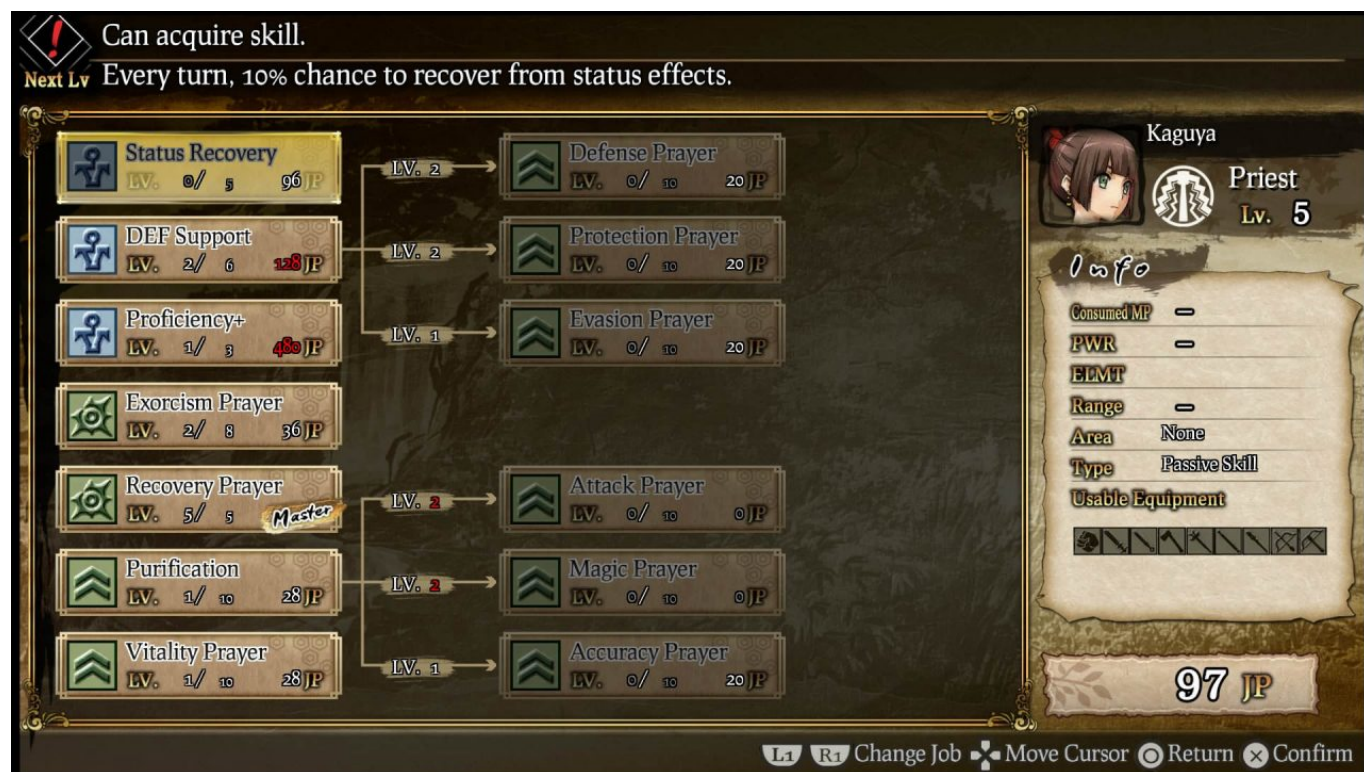 Can acquire skill.
Next Lv Every turn, 10% chance to recover from status effects.
Status Recovery
LV. 0/ 5 96 JP
LV. 2
Defense Prayer
LV. 0/ 10 20 JP
DEF Support
LV. 2/ 6 128 JP
LV. 2
Protection Prayer
LV. 0/ 10 20 JP
Proficiency+
LV. 1/ 3 480 JP
LV. 1
Evasion Prayer
LV. 0/ 10 20 JP
Exorcism Prayer
LV. 2/ 8 36 JP
Recovery Prayer
LV. 5/ 5 Master
LV. 2
Attack Prayer
LV. 0/ 10 0 JP
Purification
LV. 1/ 10 28 JP
LV. 2
Magic Prayer
LV. 0/ 10 0 JP
Vitality Prayer
LV. 1/ 10 28 JP
LV. 1
Accuracy Prayer
LV. 0/ 10 20 JP
Kaguya
Priest
Lv. 5
Info
Consumed MP –
PWR –
ELMT
Range –
Area None
Type Passive Skill
Usable Equipment
97 JP
L1 R1 Change Job Move Cursor Return Confirm